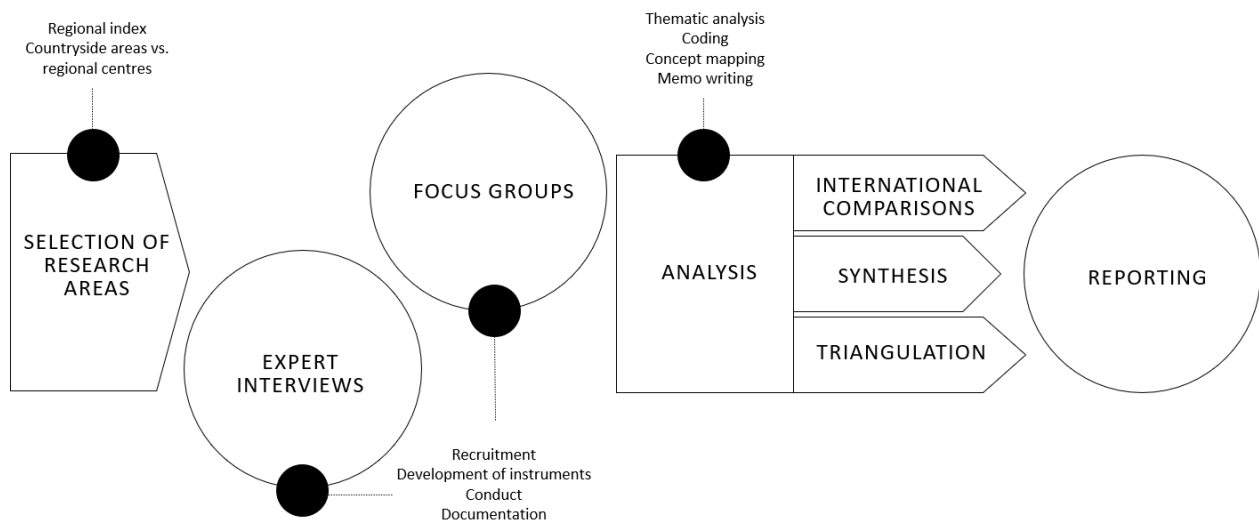 Regional index
Countryside areas vs.
regional centres
SELECTION OF
RESEARCH
AREAS
EXPERT
INTERVIEWS
FOCUS GROUPS
Recruitment
Development of instruments
Conduct
Documentation
Thematic analysis
Coding
Concept mapping
Memo writing
ANALYSIS
INTERNATIONAL
COMPARISONS
SYNTHESIS
TRIANGULATION
REPORTING